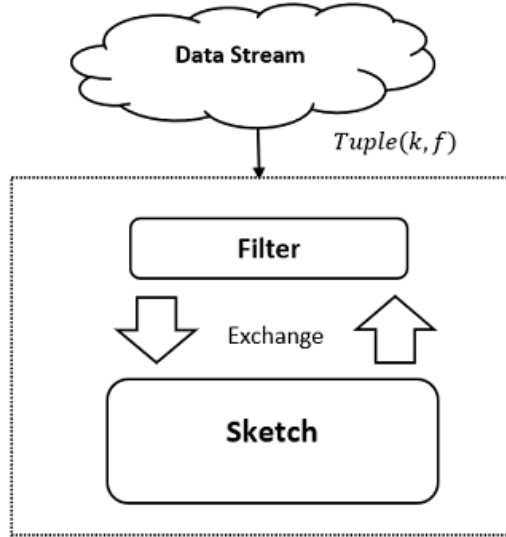 Data Stream
Tuple(k, f)
Filter
Exchange
Sketch